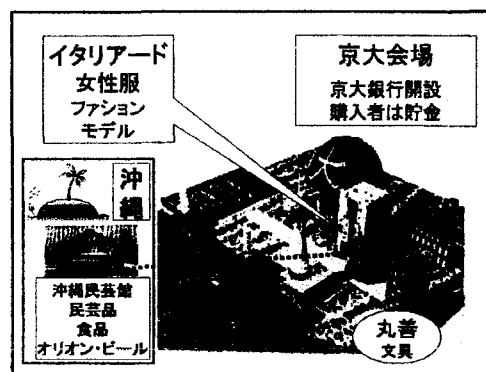 イタリアード
女性服
ファション
モデル
京大会場
京大銀行開設
購入者は貯金
沖
縄
沖縄民芸館
民芸品
食品
オリオン・ビール
丸善
文具